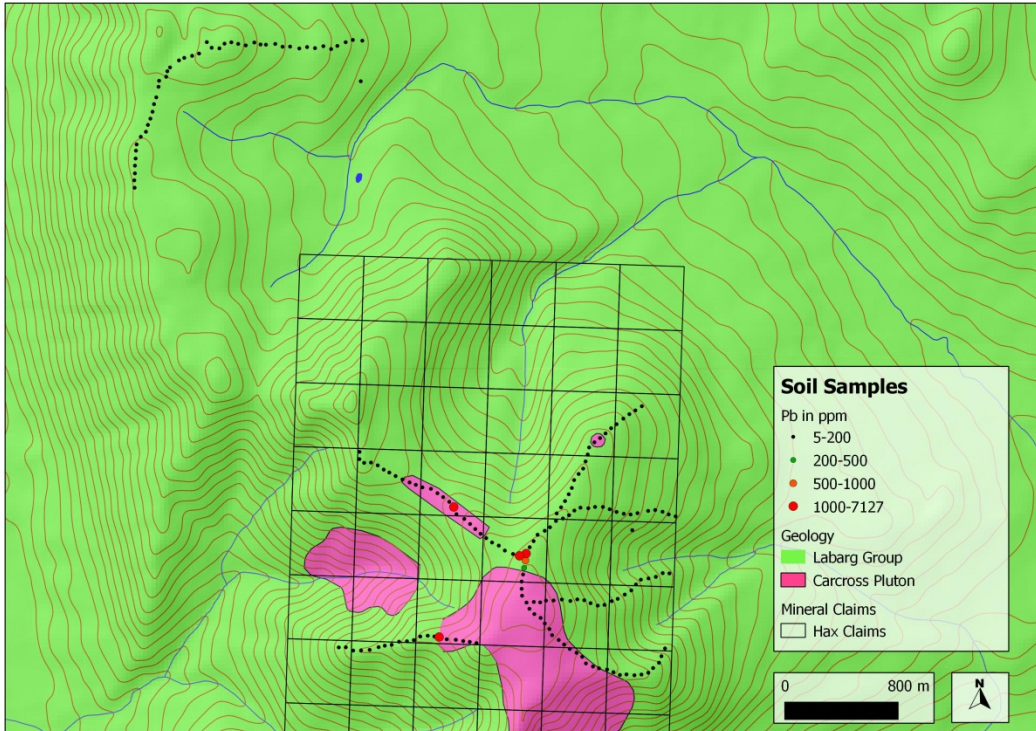 Soil Samples
Pb in ppm
5-200
200-500
500-1000
1000-7127
Geology
Labarg Group
Carcross Pluton
Mineral Claims
Hax Claims
0 800 m
N